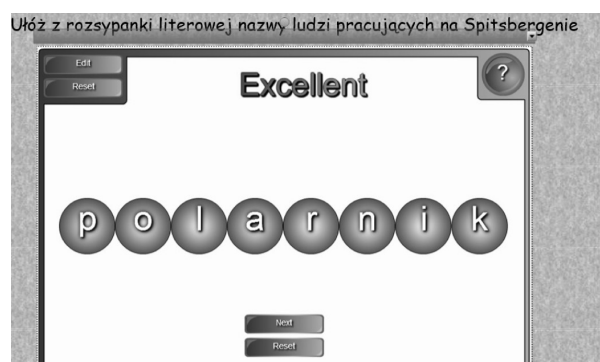 Ułóż z rozsypanki literowej nazwy ludzi pracujących na Spitsbergenie
Edit
Reset
Excellent
?
p o l a r n i k
Next
Reset